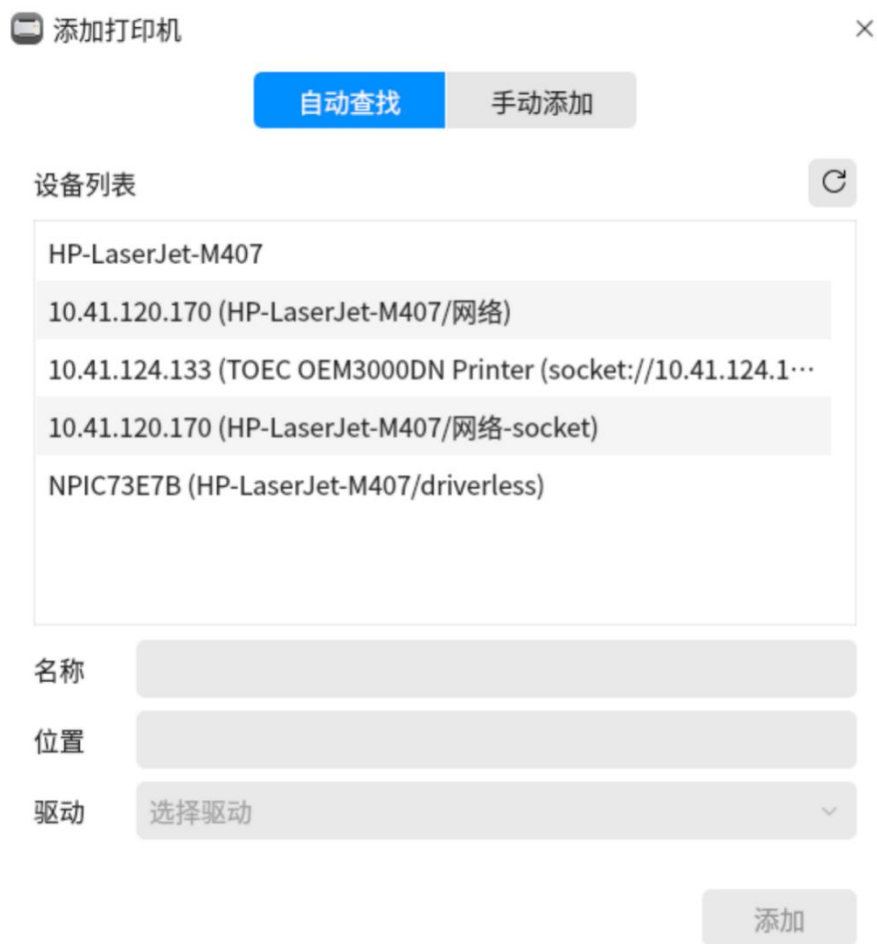 添加打印机
自动查找 手动添加
设备列表
HP-LaserJet-M407
10.41.120.170 (HP-LaserJet-M407/网络)
10.41.124.133 (TOEC OEM3000DN Printer (socket://10.41.124.1···
10.41.120.170 (HP-LaserJet-M407/网络-socket)
NPIC73E7B (HP-LaserJet-M407/driverless)
名称
位置
驱动 选择驱动
添加